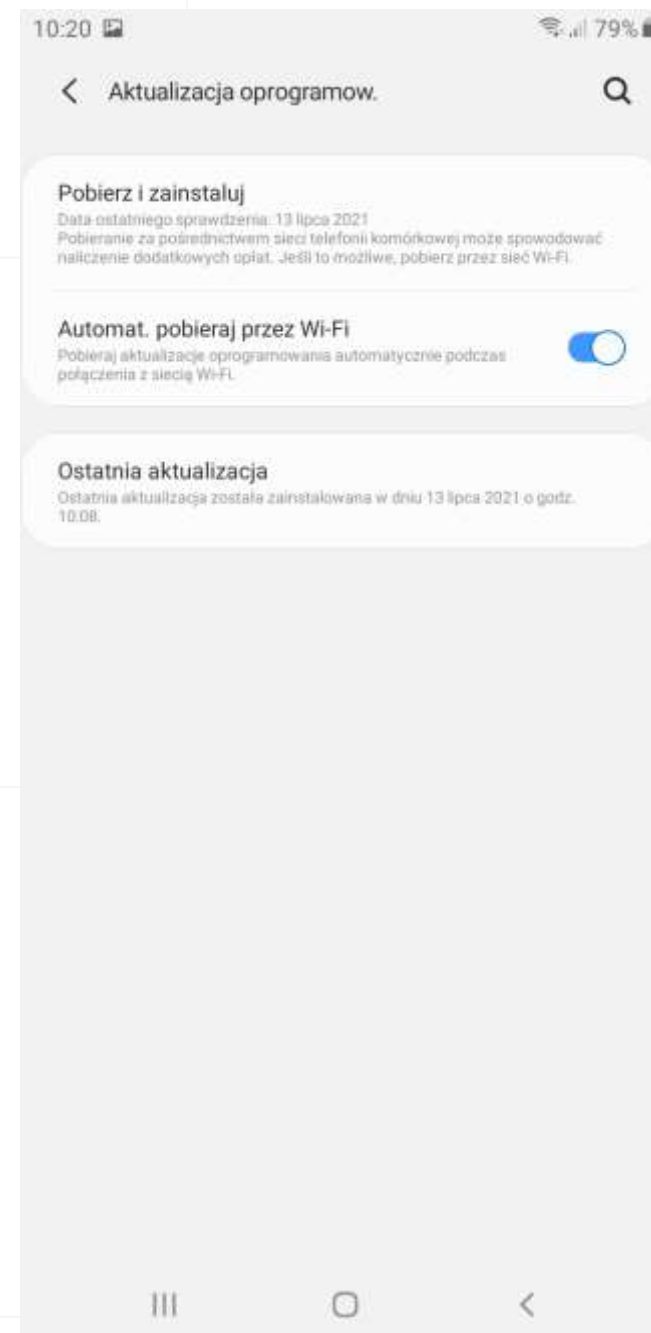 10:20 79%
Aktualizacja oprogramow.
Pobierz i zainstaluj
Data ostatniego sprawdzenia: 13 lipca 2021
Pobieranie za pośrednictwem sieci telefonii komórkowej może spowodować
naliczenie dodatkowych opłat. Jeśli to możliwe, pobierz przez sieć Wi-Fi.
Automat. pobieraj przez Wi-Fi
Pobieraj aktualizacje oprogramowania automatycznie podczas
połączenia z siecią Wi-Fi.
Ostatnia aktualizacja
Ostatnia aktualizacja została zainstalowana w dniu 13 lipca 2021 o godz.
10:08.